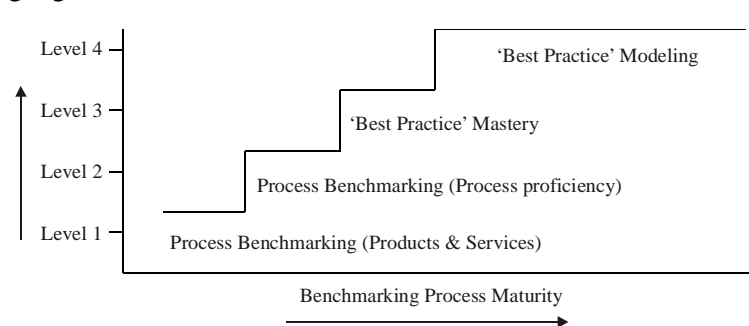 Level 4
'Best Practice' Modeling
Level 3
'Best Practice' Mastery
Level 2
Process Benchmarking (Process proficiency)
Level 1
Process Benchmarking (Products & Services)
Benchmarking Process Maturity